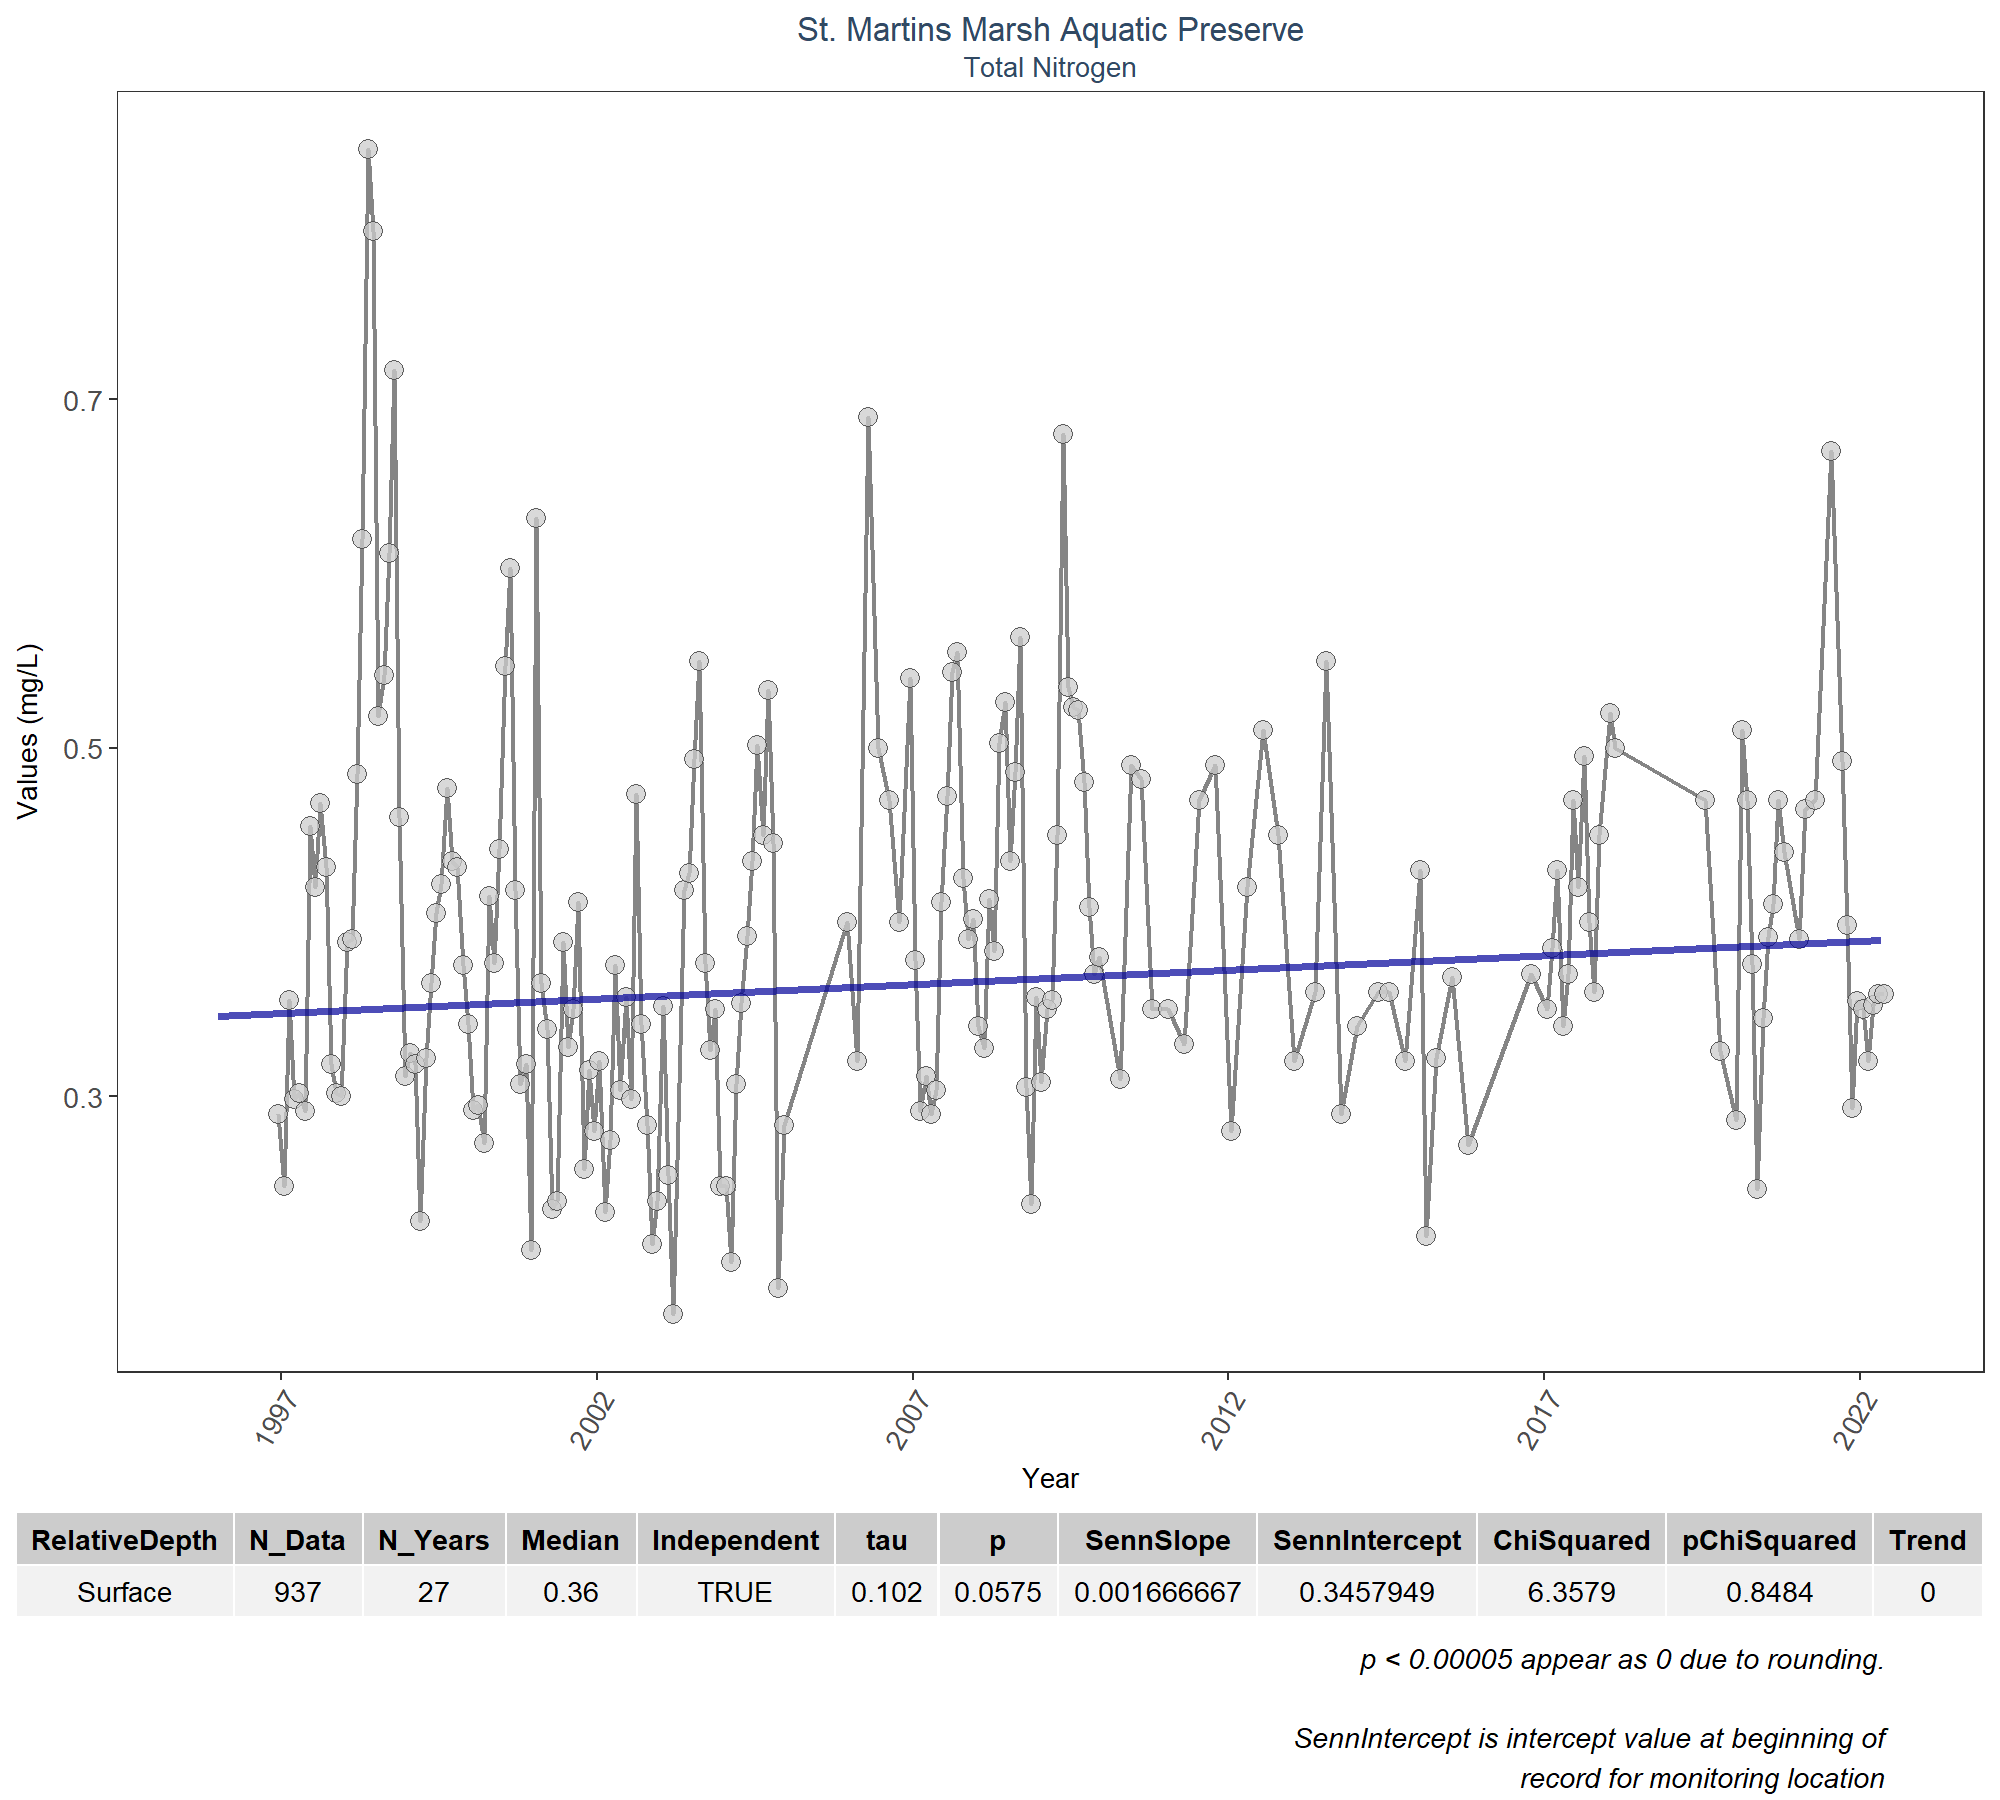 St. Martins Marsh Aquatic Preserve
Total Nitrogen
Values (mg/L)
0.7
0.5
0.3
1997
2002
2007
2012
2017
2022
Year
RelativeDepth N_Data N_Years Median Independent tau p SennSlope SennIntercept ChiSquared pChiSquared Trend
Surface 937 27 0.36 TRUE 0.102 0.0575 0.001666667 0.3457949 6.3579 0.8484 0
p < 0.00005 appear as 0 due to rounding.
SennIntercept is intercept value at beginning of
record for monitoring location